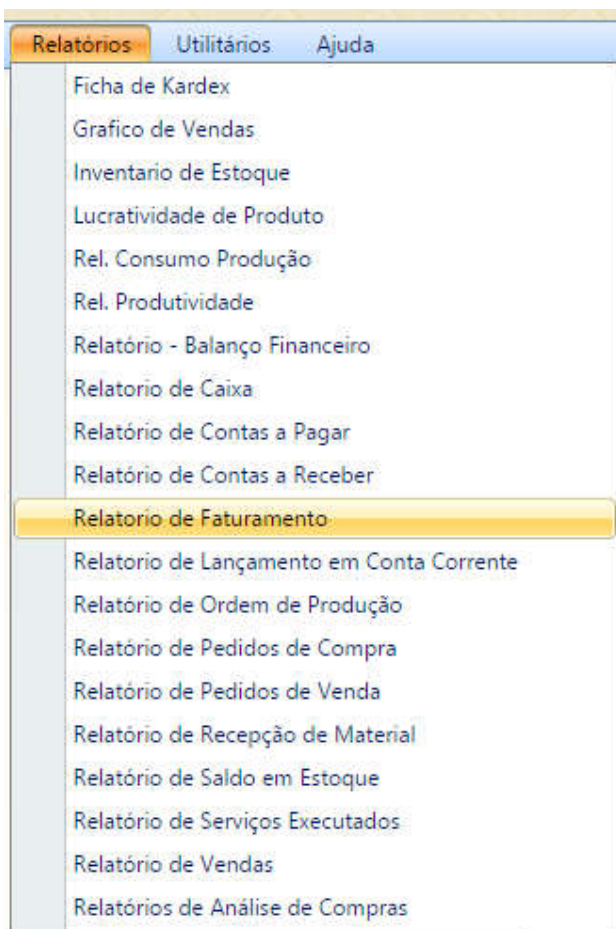 Relatórios Utilitários Ajuda
Ficha de Kardex
Grafico de Vendas
Inventario de Estoque
Lucratividade de Produto
Rel. Consumo Produção
Rel. Produtividade
Relatório - Balanço Financeiro
Relatorio de Caixa
Relatório de Contas a Pagar
Relatório de Contas a Receber
Relatorio de Faturamento
Relatorio de Lançamento em Conta Corrente
Relatório de Ordem de Produção
Relatório de Pedidos de Compra
Relatório de Pedidos de Venda
Relatório de Recepção de Material
Relatório de Saldo em Estoque
Relatório de Serviços Executados
Relatório de Vendas
Relatórios de Análise de Compras